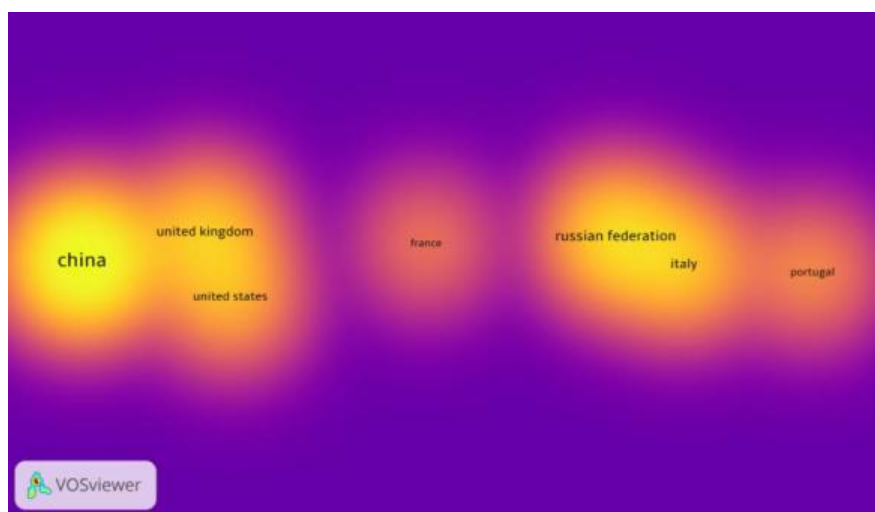 united kingdom
china
united states
france
russian federation
italy
portugal
VOSviewer